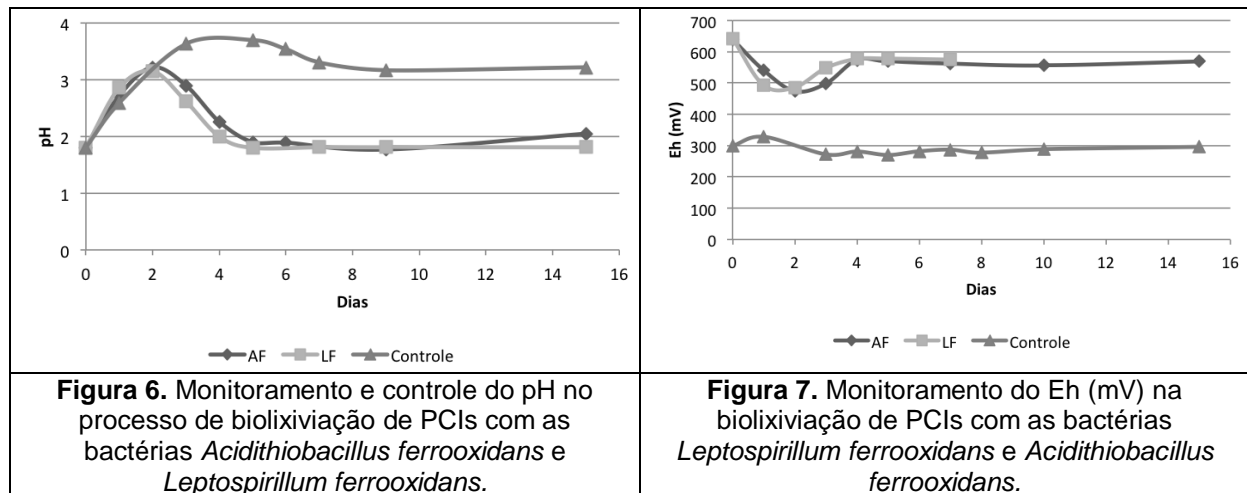 4
3
2
1
0
pH
0 2 4 6 8 10 12 14 16
Dias
AF LF Controle
700
600
500
400
300
200
100
0
Eh (mV)
0 2 4 6 8 10 12 14 16
Dias
AF LF Controle
Figura 6. Monitoramento e controle do pH no
processo de biolixiviação de PCIs com as
bactérias Acidithiobacillus ferrooxidans e
Leptospirillum ferrooxidans.
Figura 7. Monitoramento do Eh (mV) na
biolixiviação de PCIs com as bactérias
Leptospirillum ferrooxidans e Acidithiobacillus
ferrooxidans.